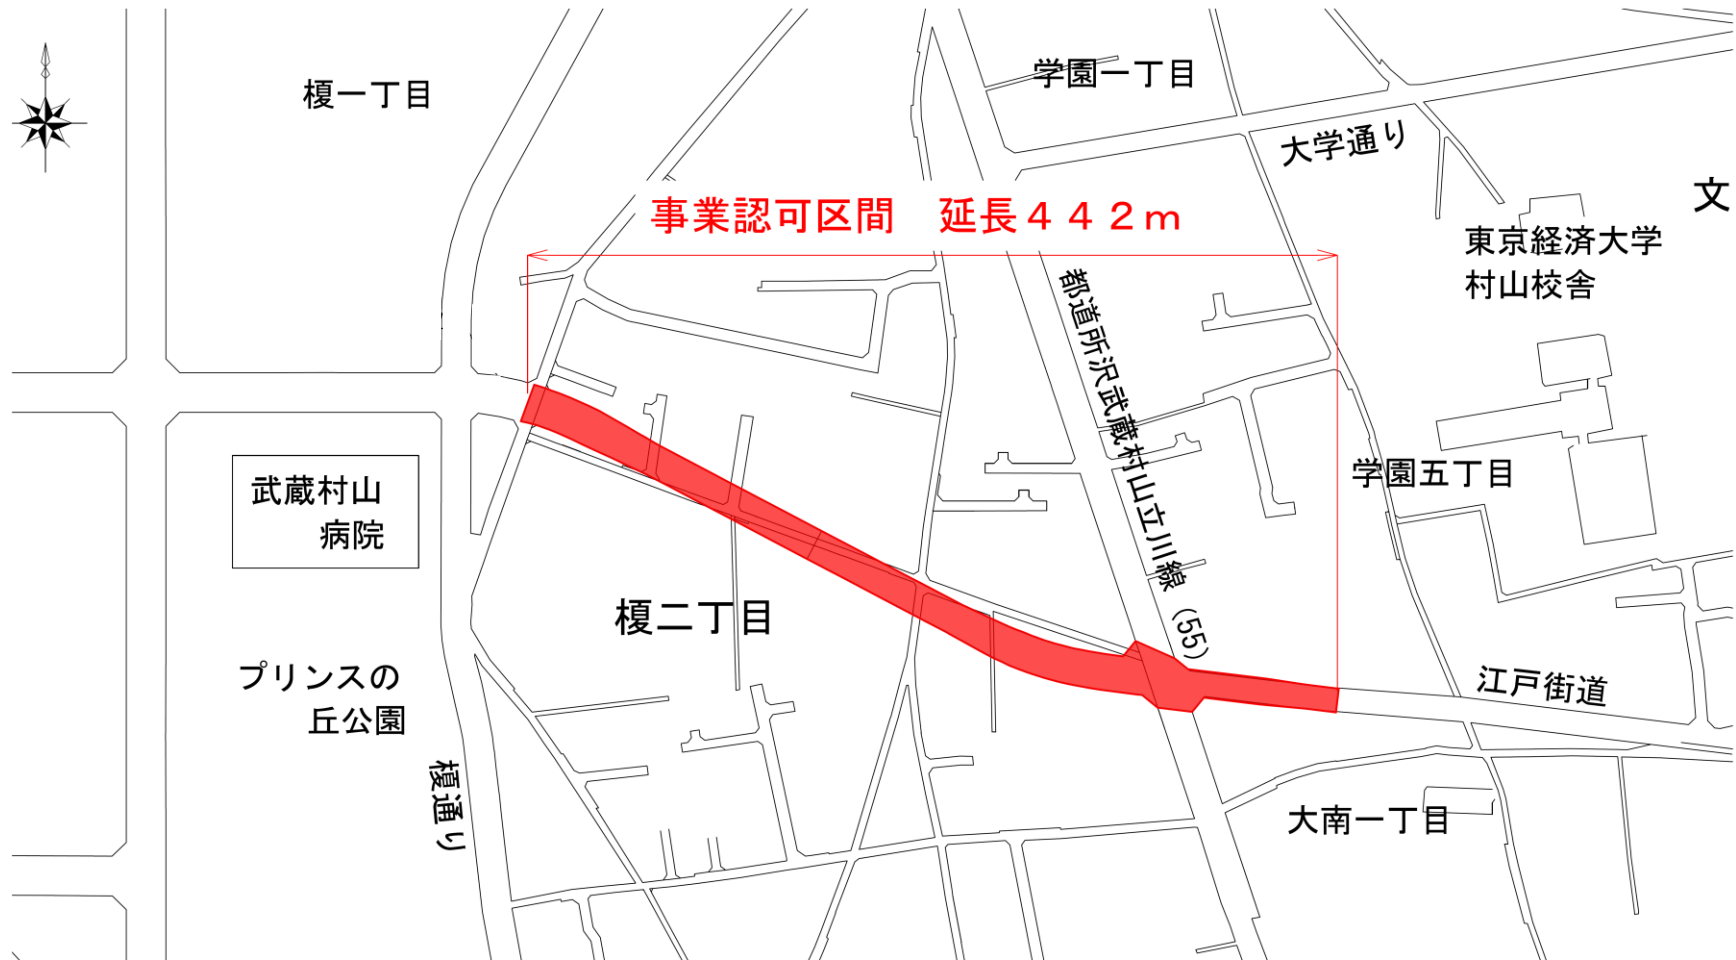 榎一丁目
学園一丁目
大学通り
文
事業認可区間　延長４４２ｍ
東京経済大学
村山校舎
都道所沢武蔵村山立川線（55）
学園五丁目
武蔵村山
病院
榎二丁目
プリンスの
丘公園
江戸街道
榎通り
大南一丁目